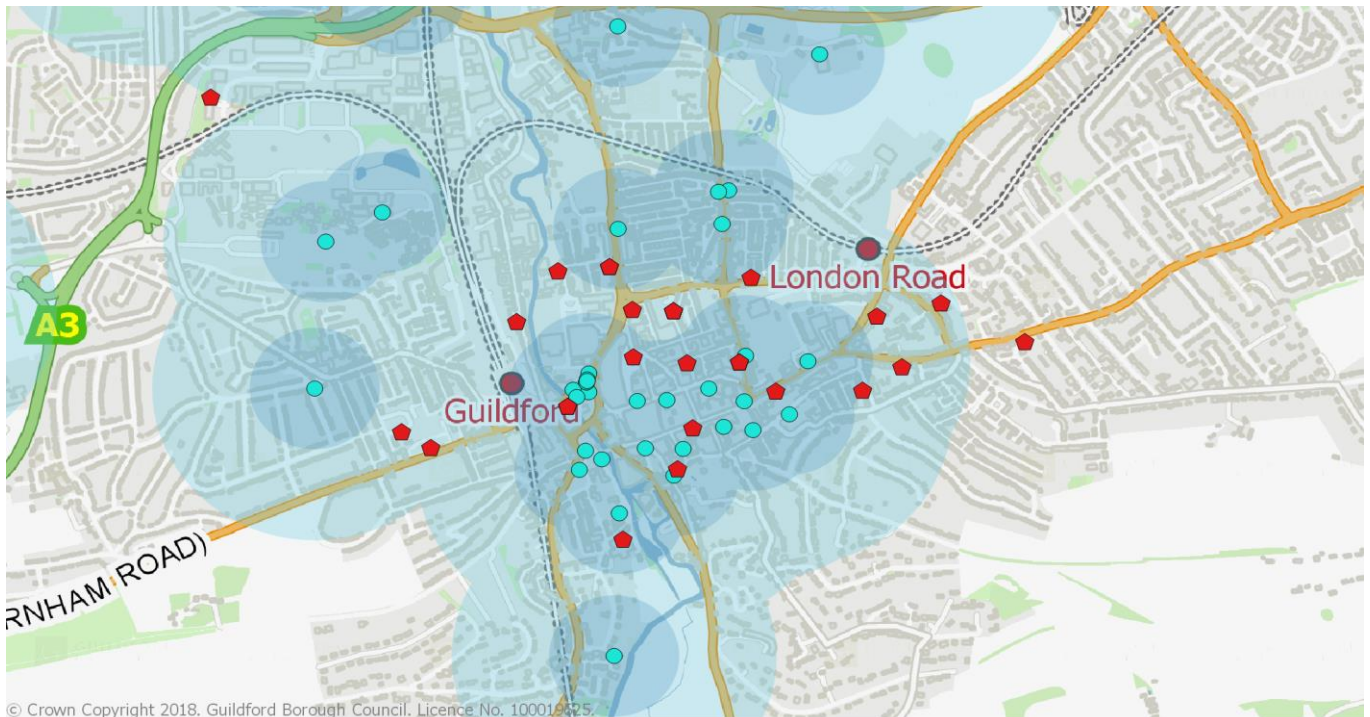 London Road
A3
Guildford
RNHAM ROAD)
© Crown Copyright 2018. Guildford Borough Council. Licence No. 100019625.